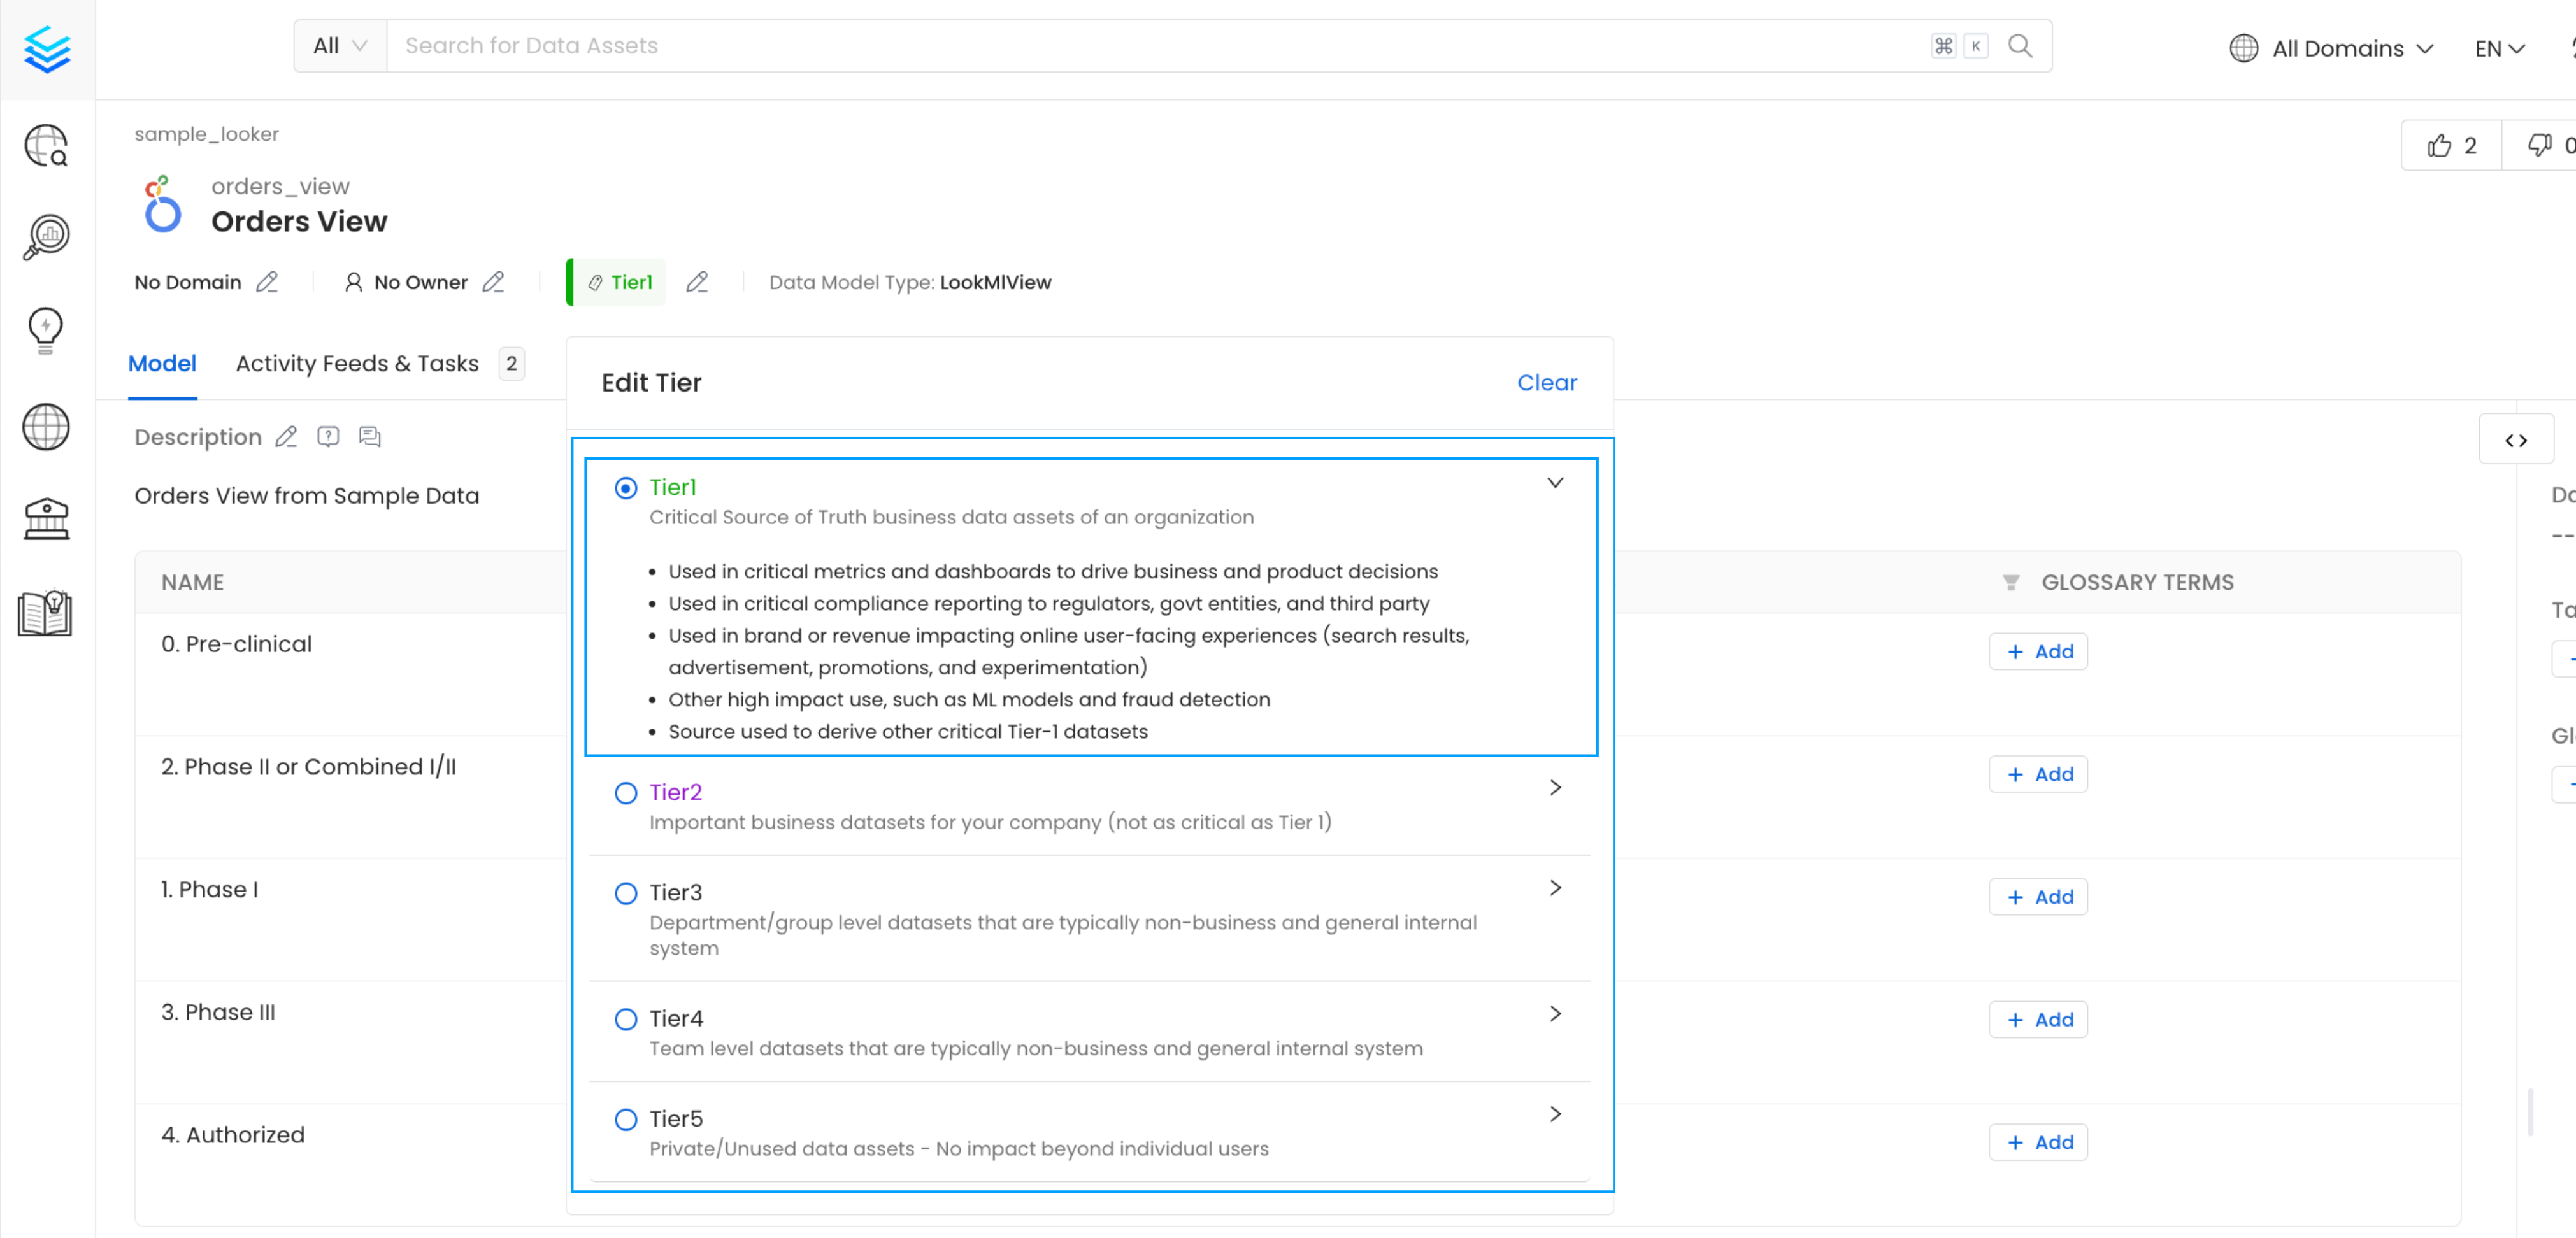 All
Search for Data Assets
⌘ K
All Domains
EN
sample_looker
2
0
orders_view
Orders View
No Domain
No Owner
Tier1
Data Model Type: LookMlView
Model
Activity Feeds & Tasks 2
Edit Tier
Clear
Description
Orders View from Sample Data
Tier1
Critical Source of Truth business data assets of an organization
• Used in critical metrics and dashboards to drive business and product decisions
• Used in critical compliance reporting to regulators, govt entities, and third party
• Used in brand or revenue impacting online user-facing experiences (search results,
advertisement, promotions, and experimentation)
• Other high impact use, such as ML models and fraud detection
• Source used to derive other critical Tier-1 datasets
Tier2
Important business datasets for your company (not as critical as Tier 1)
Tier3
Department/group level datasets that are typically non-business and general internal
system
Tier4
Team level datasets that are typically non-business and general internal system
Tier5
Private/Unused data assets - No impact beyond individual users
NAME
GLOSSARY TERMS
0. Pre-clinical
+ Add
2. Phase II or Combined I/II
+ Add
1. Phase I
+ Add
3. Phase III
+ Add
4. Authorized
+ Add
--